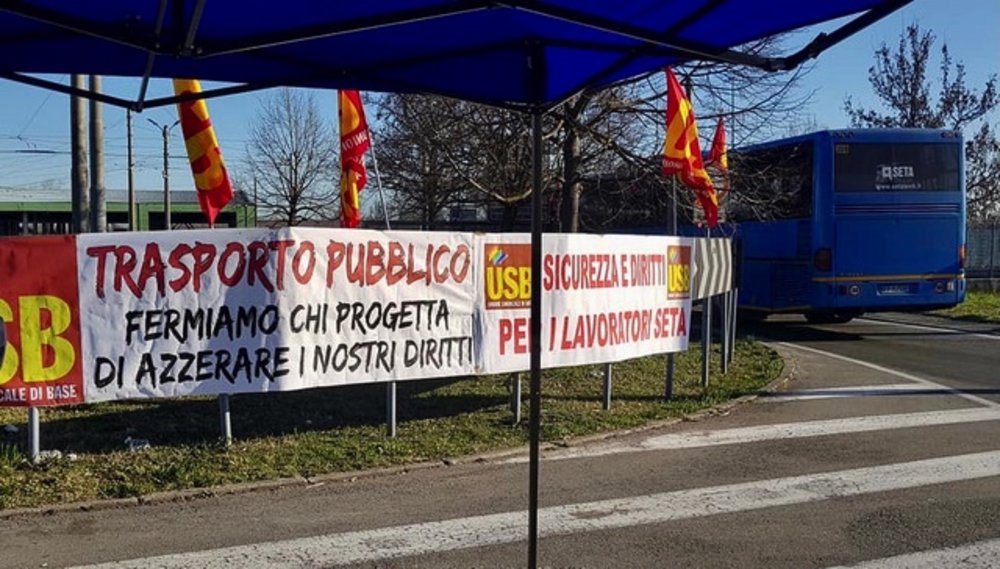 SB
CALE DI BASE
TRASPORTO PUBBLICO
FERMIAMO CHI PROGETTA
DI AZZERARE I NOSTRI DIRITTI
USB
SICUREZZA E DIRITTI
USB
PER I LAVORATORI SETA
SETA